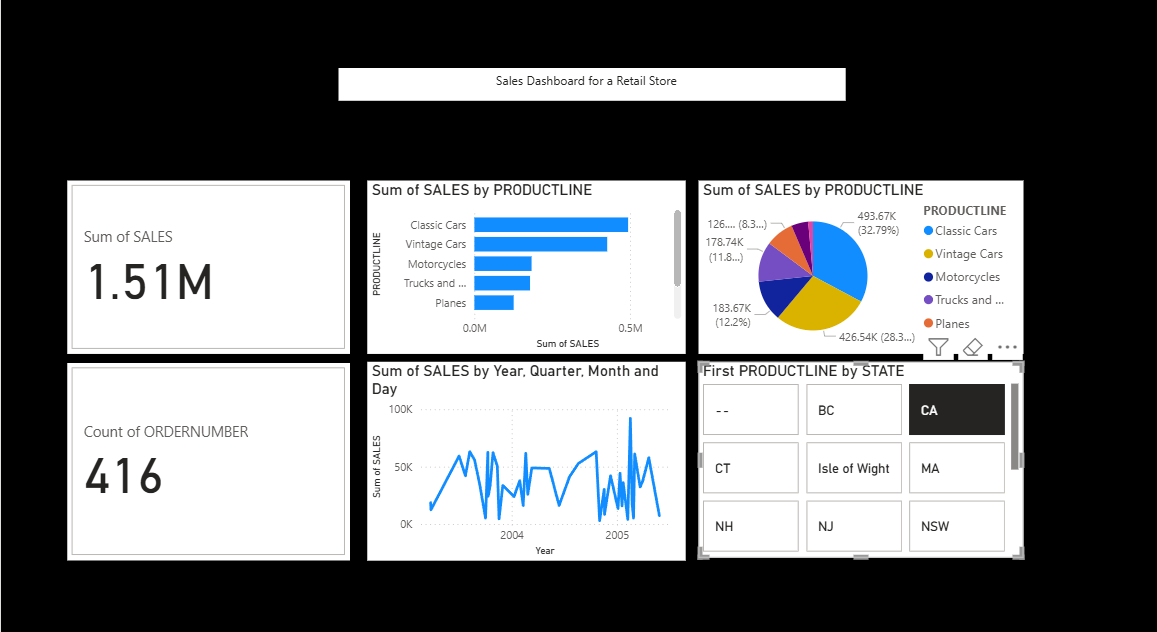 Sales Dashboard for a Retail Store
Sum of SALES
1.51M
Sum of SALES by PRODUCTLINE
PRODUCTLINE
Classic Cars
Vintage Cars
Motorcycles
Trucks and ...
Planes
0.0M
0.5M
Sum of SALES
Sum of SALES by PRODUCTLINE
493.67K
(32.79%)
426.54K (28.3...)
183.67K
(12.2%)
178.74K
(11.8...)
126.... (8.3...)
PRODUCTLINE
Classic Cars
Vintage Cars
Motorcycles
Trucks and ...
Planes
Count of ORDERNUMBER
416
Sum of SALES by Year, Quarter, Month and
Day
Sum of SALES
100K
50K
0K
2004
2005
Year
First PRODUCTLINE by STATE
--
BC
CA
CT
Isle of Wight
MA
NH
NJ
NSW